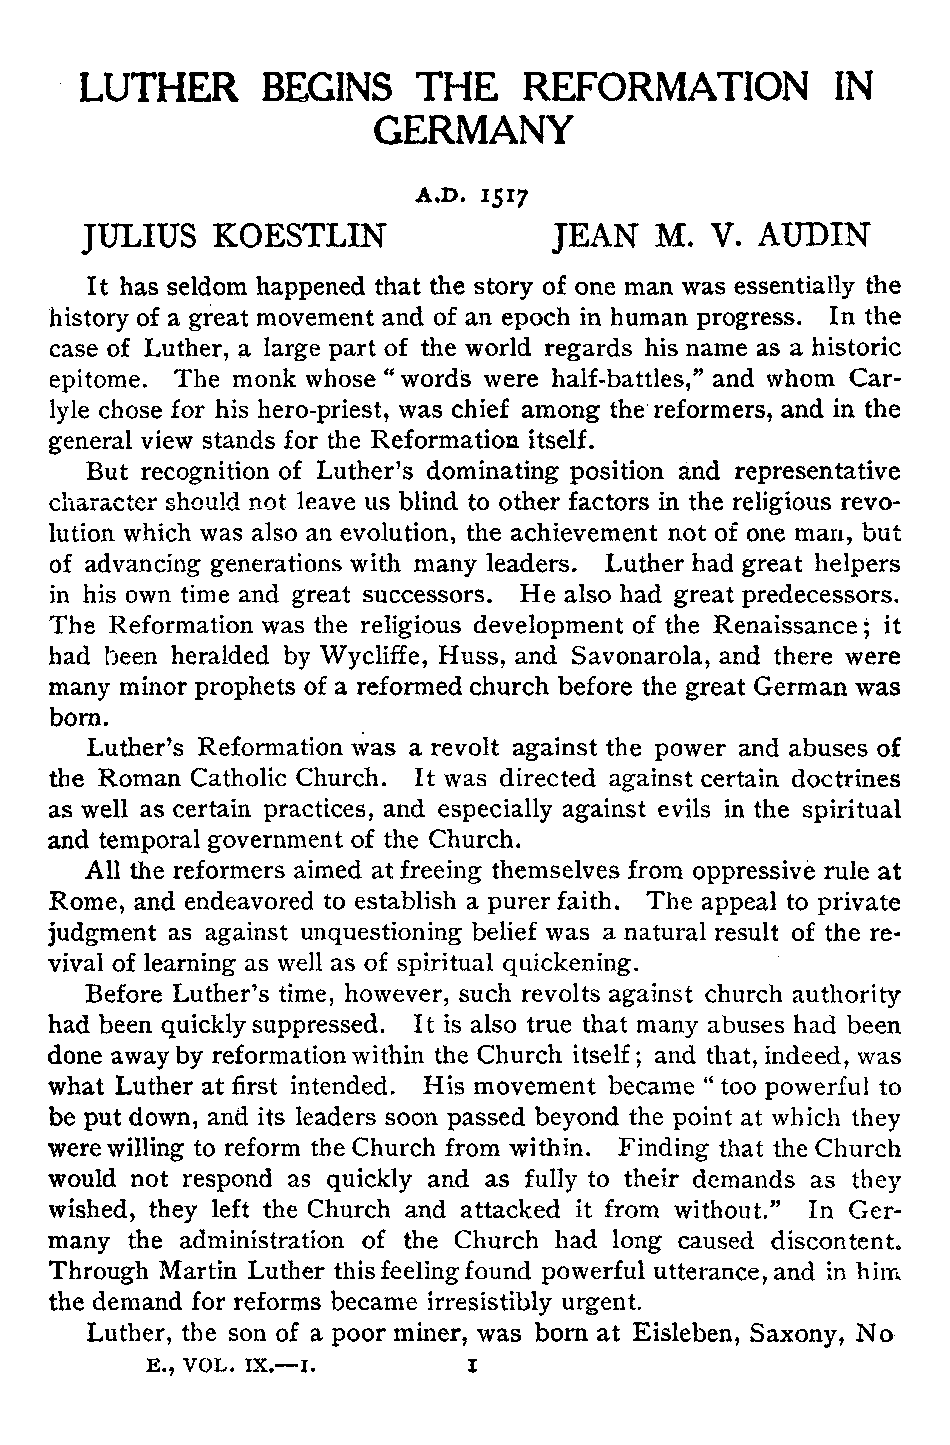 LUTHER BEGINS THE REFORMATION IN
GERMANY
A.D. 1517
JULIUS KOESTLIN JEAN M. V. AUDIN
It has seldom happened that the story of one man was essentially the
history of a great movement and of an epoch in human progress. In the
case of Luther, a large part of the world regards his name as a historic
epitome. The monk whose “words were half-battles,” and whom Car-
lyle chose for his hero-priest, was chief among the reformers, and in the
general view stands for the Reformation itself.
But recognition of Luther's dominating position and representative
character should not leave us blind to other factors in the religious revo-
lution which was also an evolution, the achievement not of one man, but
of advancing generations with many leaders. Luther had great helpers
in his own time and great successors. He also had great predecessors.
The Reformation was the religious development of the Renaissance; it
had been heralded by Wycliffe, Huss, and Savonarola, and there were
many minor prophets of a reformed church before the great German was
born.
Luther's Reformation was a revolt against the power and abuses of
the Roman Catholic Church. It was directed against certain doctrines
as well as certain practices, and especially against evils in the spiritual
and temporal government of the Church.
All the reformers aimed at freeing themselves from oppressive rule at
Rome, and endeavored to establish a purer faith. The appeal to private
judgment as against unquestioning belief was a natural result of the re-
vival of learning as well as of spiritual quickening.
Before Luther's time, however, such revolts against church authority
had been quickly suppressed. It is also true that many abuses had been
done away by reformation within the Church itself; and that, indeed, was
what Luther at first intended. His movement became “too powerful to
be put down, and its leaders soon passed beyond the point at which they
were willing to reform the Church from within. Finding that the Church
would not respond as quickly and as fully to their demands as they
wished, they left the Church and attacked it from without.” In Ger-
many the administration of the Church had long caused discontent.
Through Martin Luther this feeling found powerful utterance, and in him
the demand for reforms became irresistibly urgent.
Luther, the son of a poor miner, was born at Eisleben, Saxony, No
E., VOL. IX.—1. 1